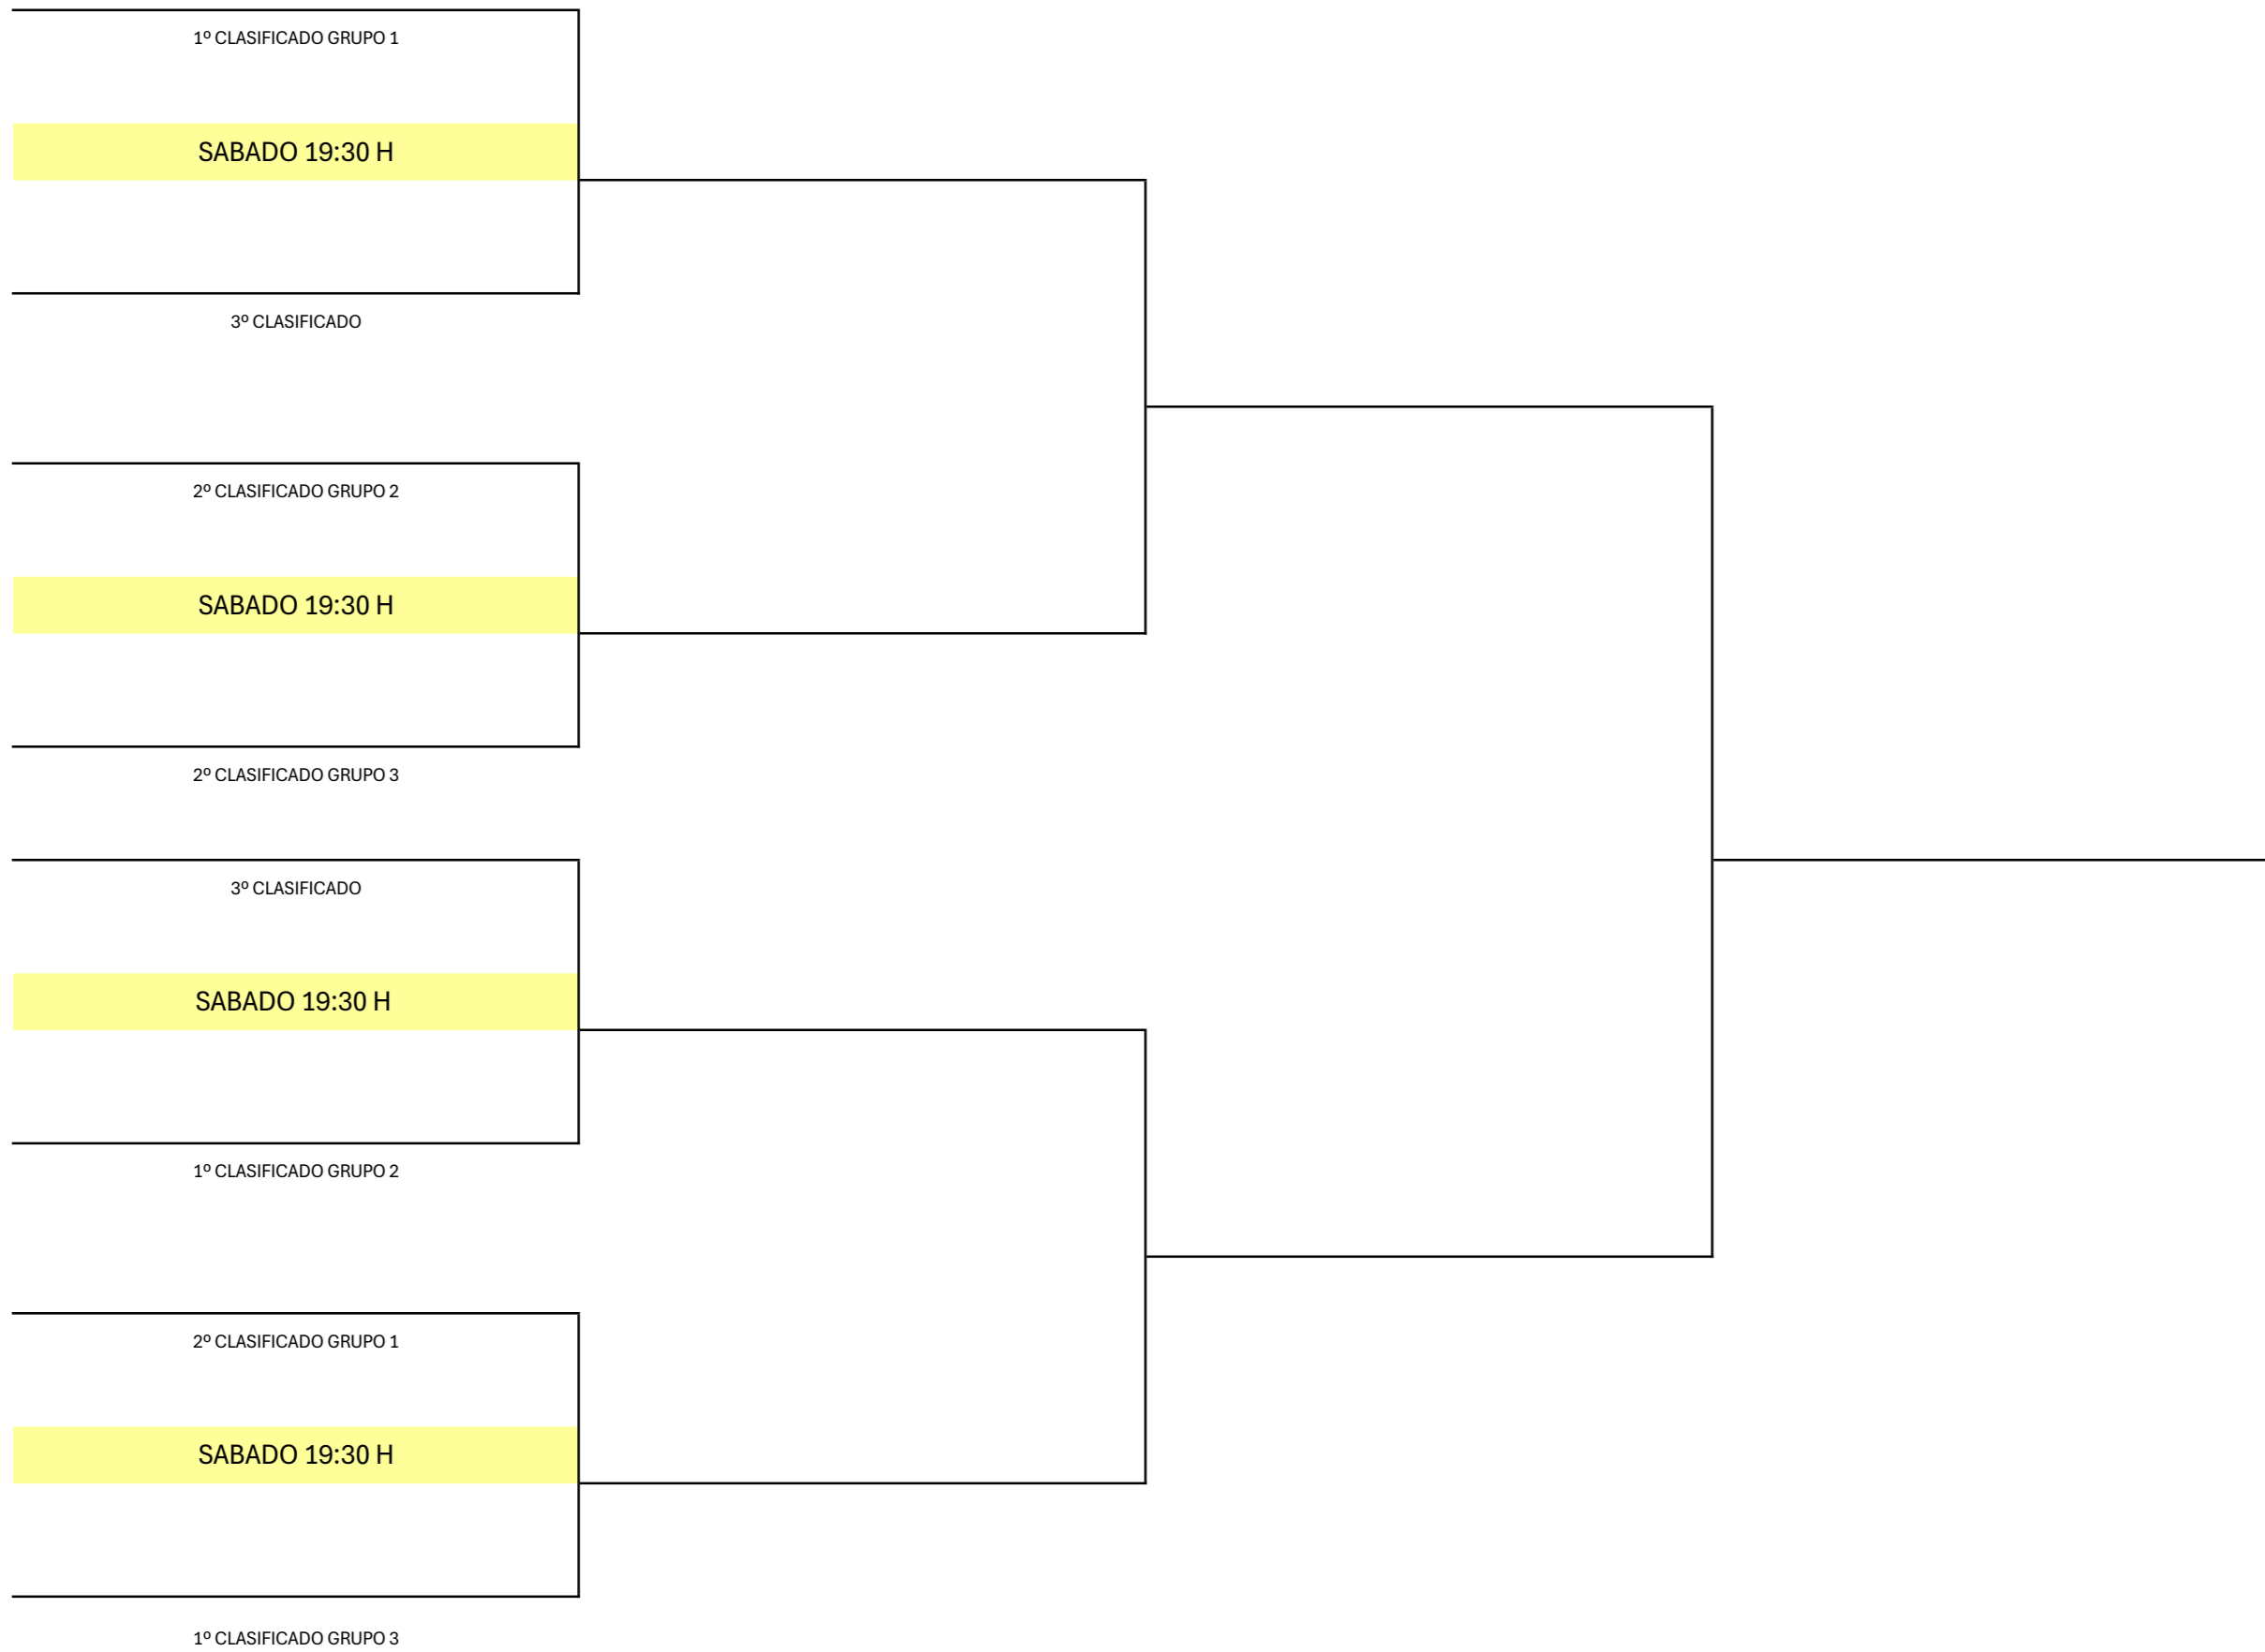 1º CLASIFICADO GRUPO 1
SABADO 19:30 H
3º CLASIFICADO
2º CLASIFICADO GRUPO 2
SABADO 19:30 H
2º CLASIFICADO GRUPO 3
3º CLASIFICADO
SABADO 19:30 H
1º CLASIFICADO GRUPO 2
2º CLASIFICADO GRUPO 1
SABADO 19:30 H
1º CLASIFICADO GRUPO 3